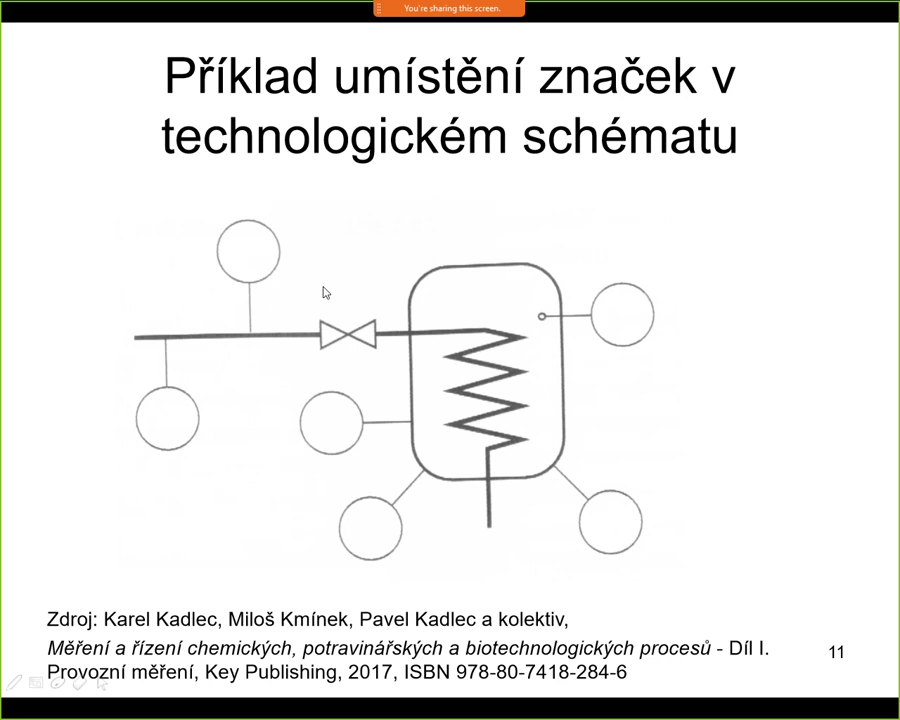 You're sharing this screen.
Příklad umístění značek v
technologickém schématu
Zdroj: Karel Kadlec, Miloš Kmínek, Pavel Kadlec a kolektiv,
Měření a řízení chemických, potravinářských a biotechnologických procesů - Díl I.
Provozní měření, Key Publishing, 2017, ISBN 978-80-7418-284-6
11